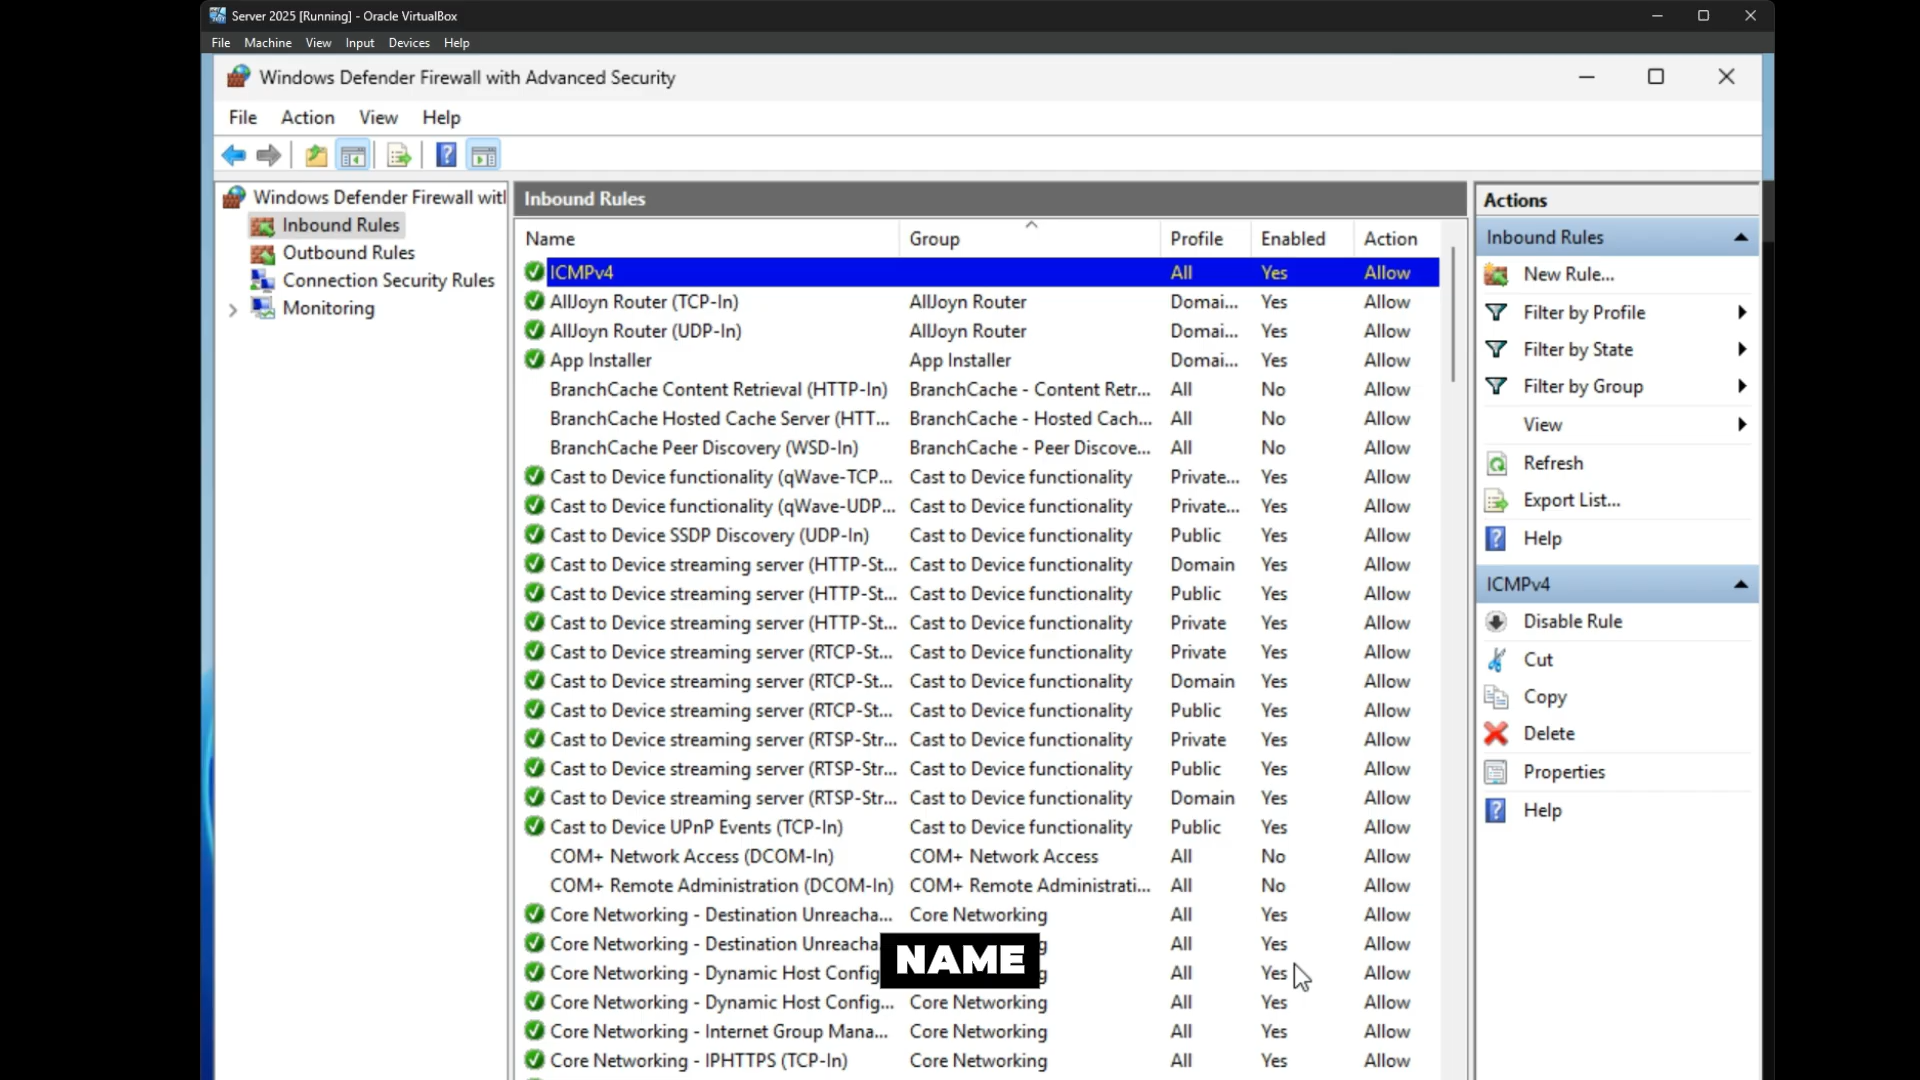 Server 2025 [Running] - Oracle VirtualBox
File Machine View Input Devices Help
Windows Defender Firewall with Advanced Security
File Action View Help
Windows Defender Firewall witl
Inbound Rules
Outbound Rules
Connection Security Rules
Monitoring
Inbound Rules
Name Group Profile Enabled Action
ICMPv4 All Yes Allow
AllJoyn Router (TCP-In) AllJoyn Router Domai... Yes Allow
AllJoyn Router (UDP-In) AllJoyn Router Domai... Yes Allow
App Installer App Installer Domai... Yes Allow
BranchCache Content Retrieval (HTTP-In) BranchCache - Content Retr... All No Allow
BranchCache Hosted Cache Server (HTT... BranchCache - Hosted Cach... All No Allow
BranchCache Peer Discovery (WSD-In) BranchCache - Peer Discove... All No Allow
Cast to Device functionality (qWave-TCP... Cast to Device functionality Private... Yes Allow
Cast to Device functionality (qWave-UDP... Cast to Device functionality Private... Yes Allow
Cast to Device SSDP Discovery (UDP-In) Cast to Device functionality Public Yes Allow
Cast to Device streaming server (HTTP-St... Cast to Device functionality Domain Yes Allow
Cast to Device streaming server (HTTP-St... Cast to Device functionality Public Yes Allow
Cast to Device streaming server (HTTP-St... Cast to Device functionality Private Yes Allow
Cast to Device streaming server (RTCP-St... Cast to Device functionality Private Yes Allow
Cast to Device streaming server (RTCP-St... Cast to Device functionality Domain Yes Allow
Cast to Device streaming server (RTCP-St... Cast to Device functionality Public Yes Allow
Cast to Device streaming server (RTSP-Str... Cast to Device functionality Private Yes Allow
Cast to Device streaming server (RTSP-Str... Cast to Device functionality Public Yes Allow
Cast to Device streaming server (RTSP-Str... Cast to Device functionality Domain Yes Allow
Cast to Device UPnP Events (TCP-In) Cast to Device functionality Public Yes Allow
COM+ Network Access (DCOM-In) COM+ Network Access All No Allow
COM+ Remote Administration (DCOM-In) COM+ Remote Administrati... All No Allow
Core Networking - Destination Unreacha... Core Networking All Yes Allow
Core Networking - Destination Unreacha All Yes Allow
NAME
Core Networking - Dynamic Host Config All Yes Allow
Core Networking - Dynamic Host Config... Core Networking All Yes Allow
Core Networking - Internet Group Mana... Core Networking All Yes Allow
Core Networking - IPHTTPS (TCP-In) Core Networking All Yes Allow
Actions
Inbound Rules
New Rule...
Filter by Profile
Filter by State
Filter by Group
View
Refresh
Export List...
Help
ICMPv4
Disable Rule
Cut
Copy
Delete
Properties
Help